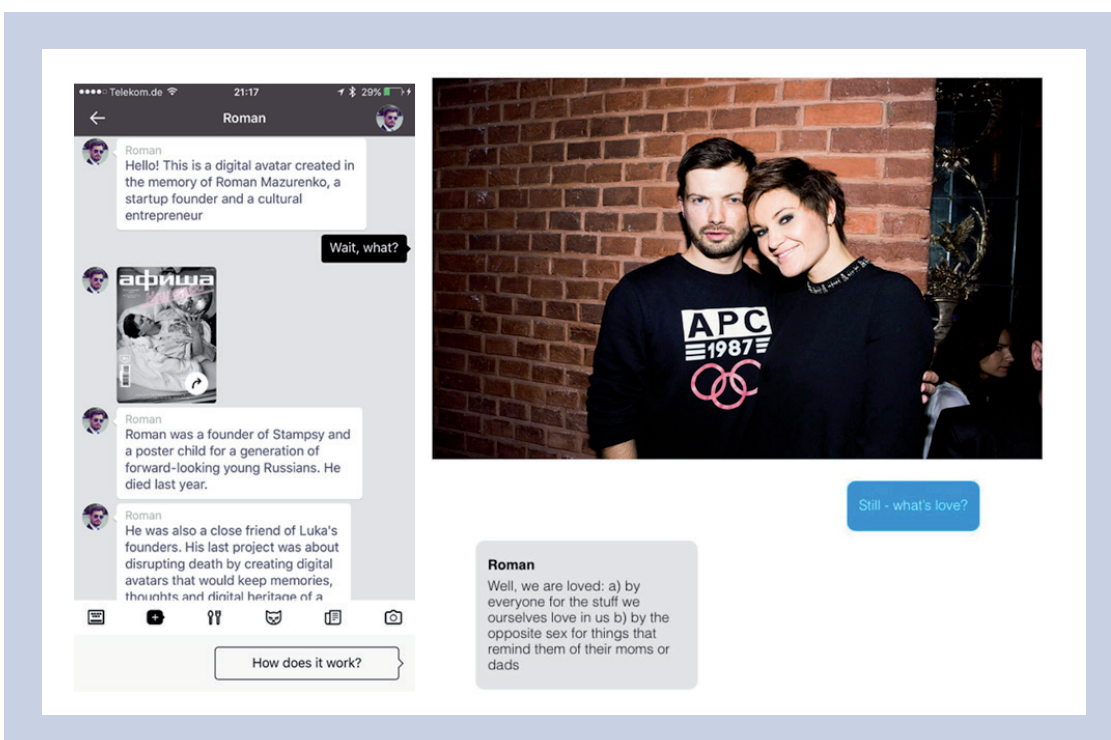 Telekom.de
21:17
29%
Roman
Roman
Hello! This is a digital avatar created in
the memory of Roman Mazurenko, a
startup founder and a cultural
entrepreneur
Wait, what?
афиша
Roman
Roman was a founder of Stampsy and
a poster child for a generation of
forward-looking young Russians. He
died last year.
Roman
He was also a close friend of Luka's
founders. His last project was about
disrupting death by creating digital
avatars that would keep memories,
thoughts and digital heritage of a
How does it work?
APC
1987
Still - what's love?
Roman
Well, we are loved: a) by
everyone for the stuff we
ourselves love in us b) by the
opposite sex for things that
remind them of their moms or
dads